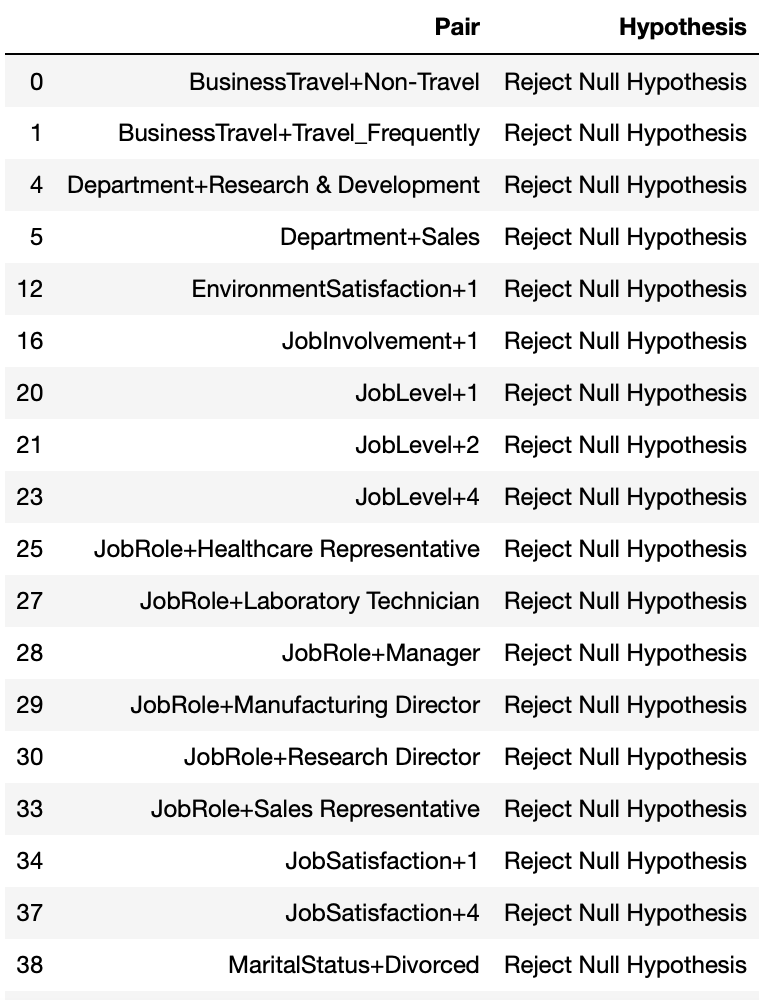 Pair Hypothesis
0 BusinessTravel+Non-Travel Reject Null Hypothesis
1 BusinessTravel+Travel_Frequently Reject Null Hypothesis
4 Department+Research & Development Reject Null Hypothesis
5 Department+Sales Reject Null Hypothesis
12 EnvironmentSatisfaction+1 Reject Null Hypothesis
16 JobInvolvement+1 Reject Null Hypothesis
20 JobLevel+1 Reject Null Hypothesis
21 JobLevel+2 Reject Null Hypothesis
23 JobLevel+4 Reject Null Hypothesis
25 JobRole+Healthcare Representative Reject Null Hypothesis
27 JobRole+Laboratory Technician Reject Null Hypothesis
28 JobRole+Manager Reject Null Hypothesis
29 JobRole+Manufacturing Director Reject Null Hypothesis
30 JobRole+Research Director Reject Null Hypothesis
33 JobRole+Sales Representative Reject Null Hypothesis
34 JobSatisfaction+1 Reject Null Hypothesis
37 JobSatisfaction+4 Reject Null Hypothesis
38 MaritalStatus+Divorced Reject Null Hypothesis